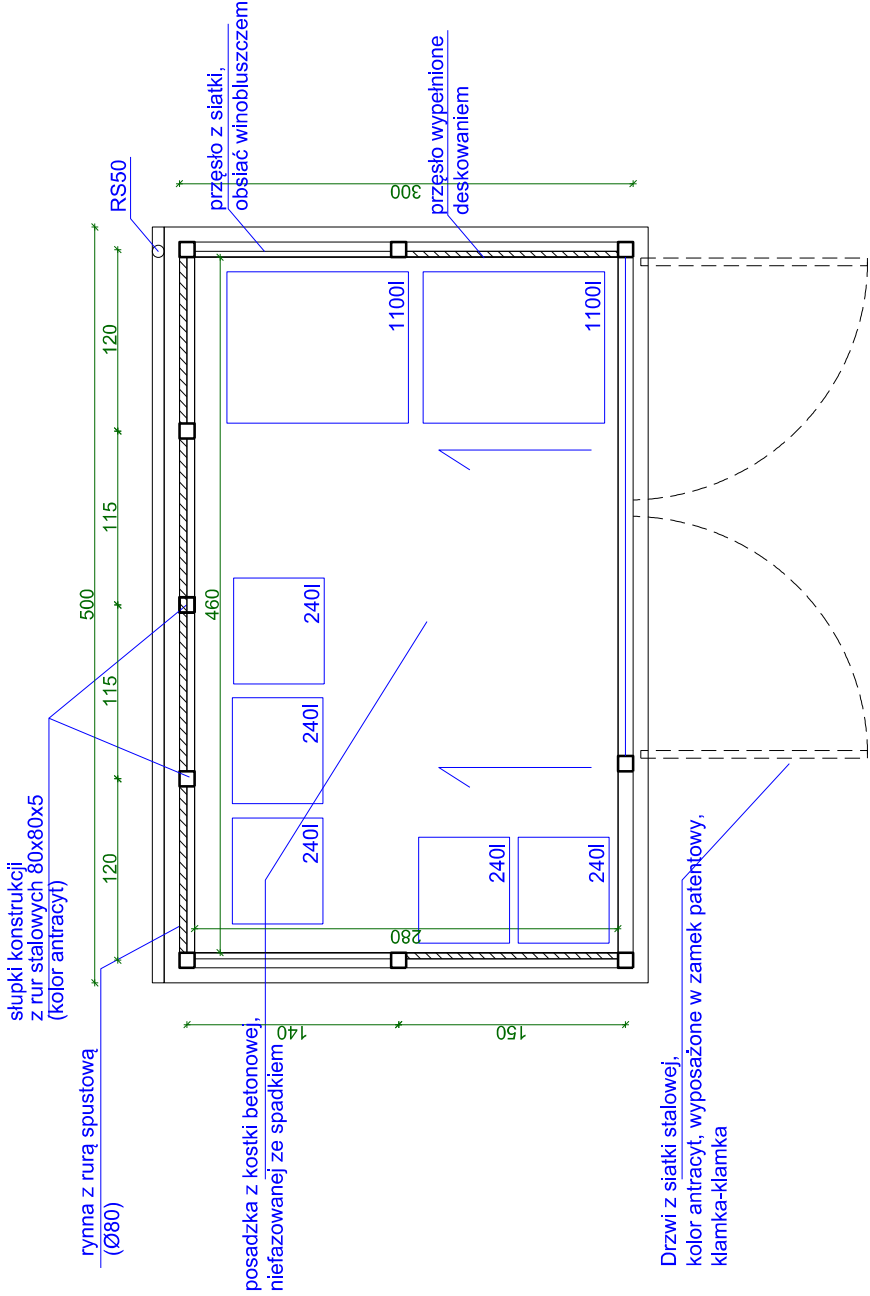 słupki konstrukcji
z rur stalowych 80x80x5
(kolor antracyt)
rynna z rurą spustową
(Ø80)
RS50
przęsło z siatki,
obsiać winobluszczem
przęsło wypełnione
deskowaniem
posadzka z kostki betonowej,
niefazowanej ze spadkiem
Drzwi z siatki stalowej,
kolor antracyt, wyposażone w zamek patentowy,
klamka-klamka
500
120
115
115
120
460
300
280
140
150
240l
240l
240l
240l
240l
1100l
1100l